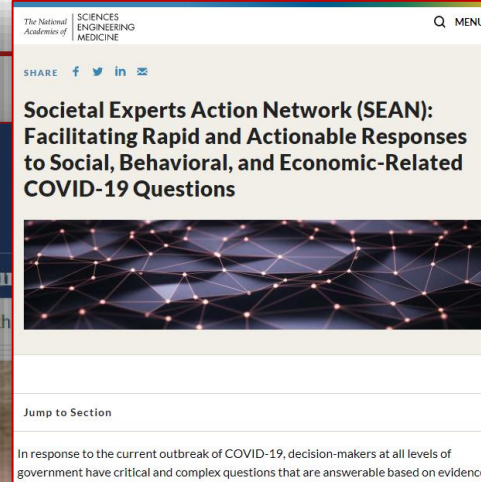 The National
Academies of
SCIENCES
ENGINEERING
MEDICINE
MENU
SHARE
Societal Experts Action Network (SEAN):
Facilitating Rapid and Actionable Responses
to Social, Behavioral, and Economic-Related
COVID-19 Questions
Jump to Section
In response to the current outbreak of COVID-19, decision-makers at all levels of
government have critical and complex questions that are answerable based on evidence